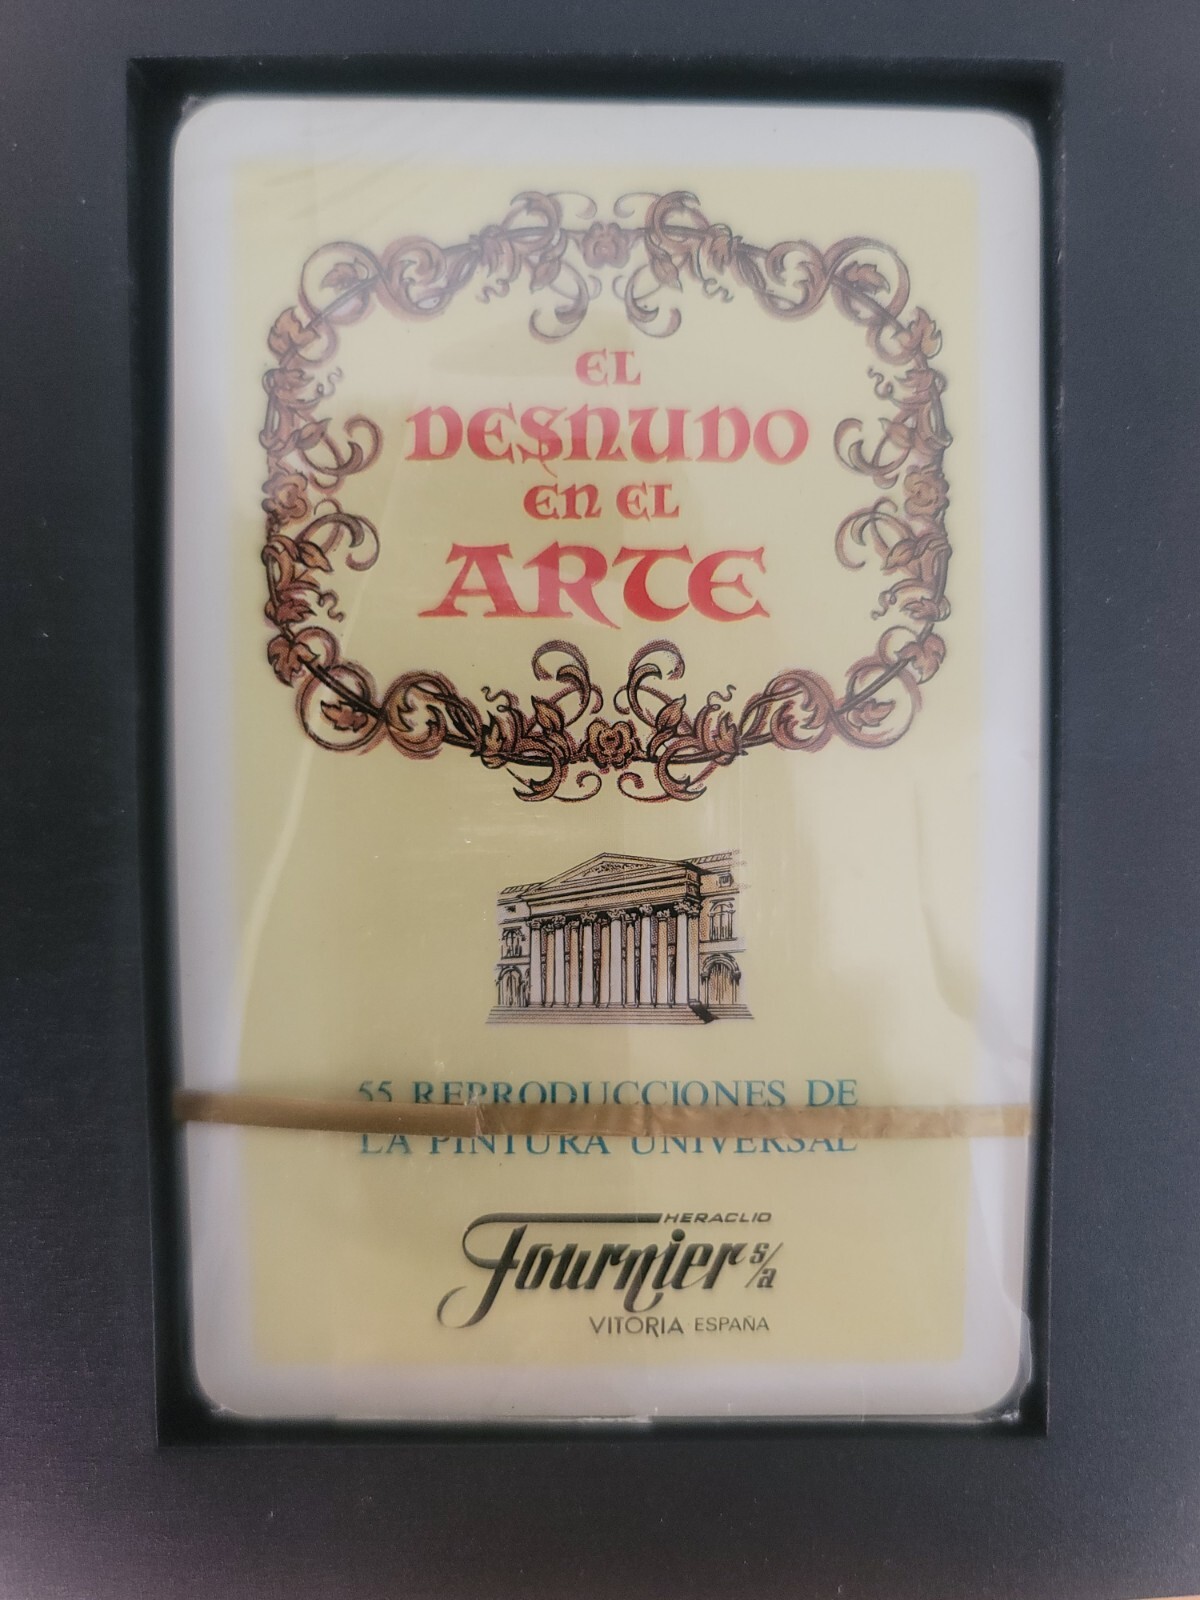 EL
DESNUDO
EN EL
ARTE
55 REPRODUCCIONES DE
LA PINTURA UNIVERSAL
HERACLIO
Fournier s/a
VITORIA ESPAÑA